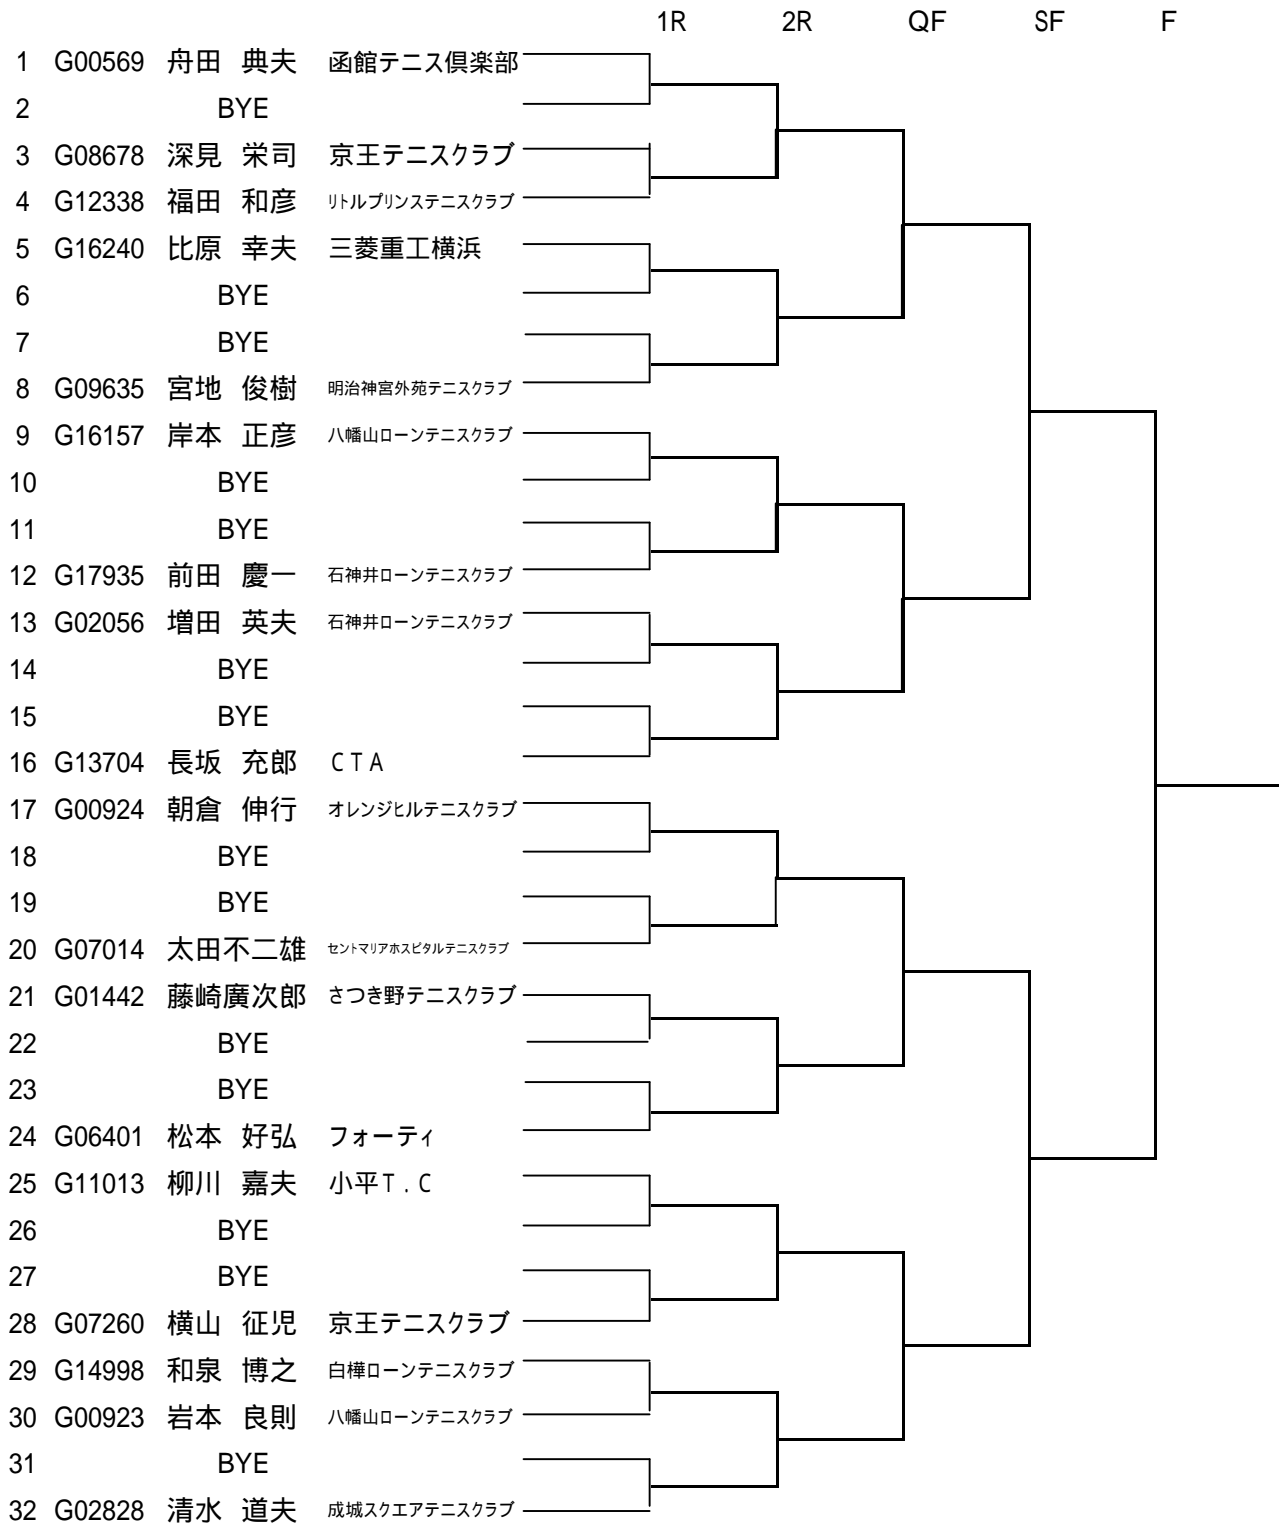 1R 2R QF SF F
1 G00569 舟田 典夫 函館テニス倶楽部
2 BYE
3 G08678 深見 栄司 京王テニスクラブ
4 G12338 福田 和彦 リトルプリンステニスクラブ
5 G16240 比原 幸夫 三菱重工横浜
6 BYE
7 BYE
8 G09635 宮地 俊樹 明治神宮外苑テニスクラブ
9 G16157 岸本 正彦 八幡山ローンテニスクラブ
10 BYE
11 BYE
12 G17935 前田 慶一 石神井ローンテニスクラブ
13 G02056 増田 英夫 石神井ローンテニスクラブ
14 BYE
15 BYE
16 G13704 長坂 充郎 CTA
17 G00924 朝倉 伸行 オレンジヒルテニスクラブ
18 BYE
19 BYE
20 G07014 太田不二雄 セントマリアホスピタルテニスクラブ
21 G01442 藤崎廣次郎 さつき野テニスクラブ
22 BYE
23 BYE
24 G06401 松本 好弘 フォーティ
25 G11013 柳川 嘉夫 小平T.C
26 BYE
27 BYE
28 G07260 横山 征児 京王テニスクラブ
29 G14998 和泉 博之 白樺ローンテニスクラブ
30 G00923 岩本 良則 八幡山ローンテニスクラブ
31 BYE
32 G02828 清水 道夫 成城スクエアテニスクラブ